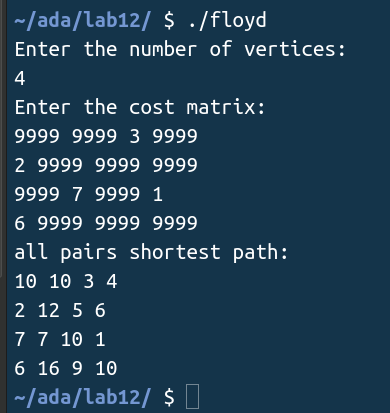 ~/ada/lab12/ $ ./floyd
Enter the number of vertices:
4
Enter the cost matrix:
9999 9999 3 9999
2 9999 9999 9999
9999 7 9999 1
6 9999 9999 9999
all pairs shortest path:
10 10 3 4
2 12 5 6
7 7 10 1
6 16 9 10
~/ada/lab12/ $